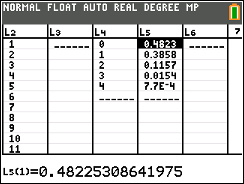 NORMAL FLOAT AUTO REAL DEGREE MP
L2 L3 L4 L5 L6 7
1 ------ 0 0.4823 ------
2 1 0.3858
3 2 0.1157
4 3 0.0154
5 4 7.7E-4
6 ------ ------
7
8
9
10
11
L5(1)=0.48225308641975